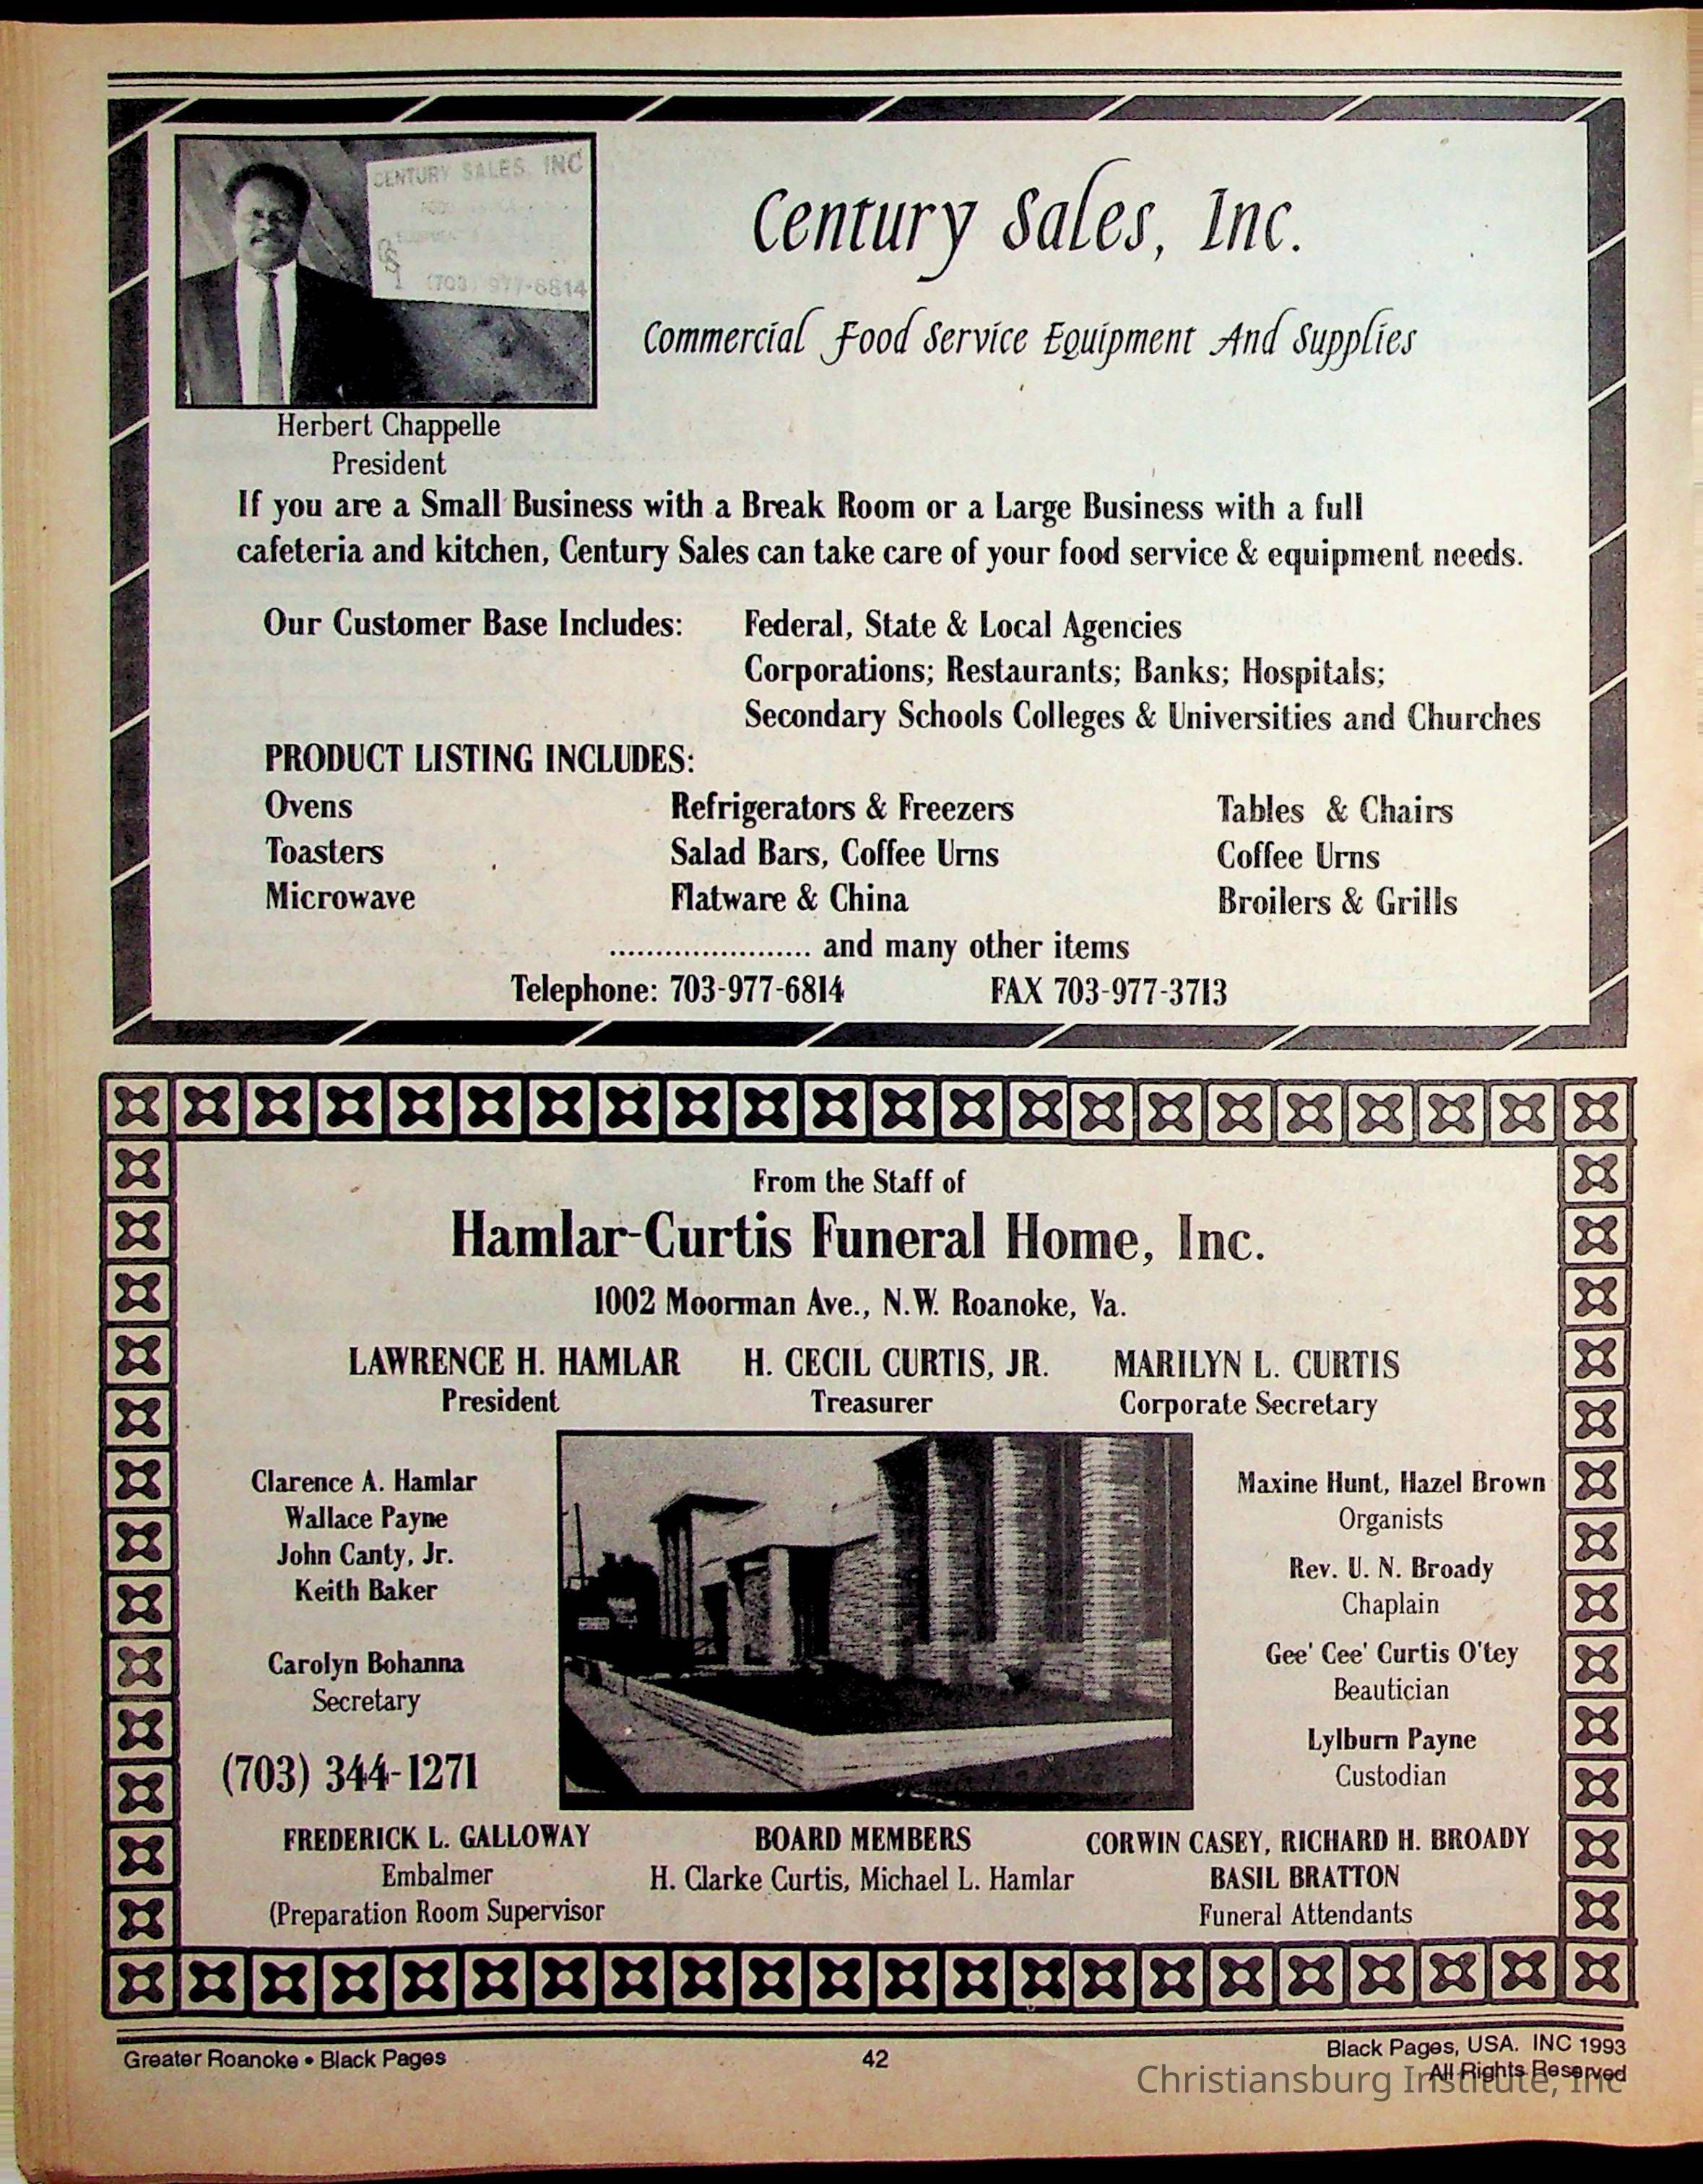 CENTURY SALES, INC
(703) 977-6814
Century Sales, Inc.
Commercial Food Service Equipment And Supplies
Herbert Chappelle
President
If you are a Small Business with a Break Room or a Large Business with a full
cafeteria and kitchen, Century Sales can take care of your food service & equipment needs.
Our Customer Base Includes: Federal, State & Local Agencies
Corporations; Restaurants; Banks; Hospitals;
Secondary Schools Colleges & Universities and Churches
PRODUCT LISTING INCLUDES:
Ovens Refrigerators & Freezers Tables & Chairs
Toasters Salad Bars, Coffee Urns Coffee Urns
Microwave Flatware & China Broilers & Grills
...................... and many other items
Telephone: 703-977-6814 FAX 703-977-3713
From the Staff of
Hamlar-Curtis Funeral Home, Inc.
1002 Moorman Ave., N.W. Roanoke, Va.
LAWRENCE H. HAMLAR H. CECIL CURTIS, JR. MARILYN L. CURTIS
President Treasurer Corporate Secretary
Clarence A. Hamlar
Wallace Payne
John Canty, Jr.
Keith Baker
Carolyn Bohanna
Secretary
(703) 344-1271
Maxine Hunt, Hazel Brown
Organists
Rev. U. N. Broady
Chaplain
Gee' Cee' Curtis O'tey
Beautician
Lylburn Payne
Custodian
FREDERICK L. GALLOWAY
Embalmer
(Preparation Room Supervisor
BOARD MEMBERS
H. Clarke Curtis, Michael L. Hamlar
CORWIN CASEY, RICHARD H. BROADY
BASIL BRATTON
Funeral Attendants
Greater Roanoke • Black Pages 42 Black Pages, USA. INC 1993
All Rights Reserved
Christiansburg Institute, Inc